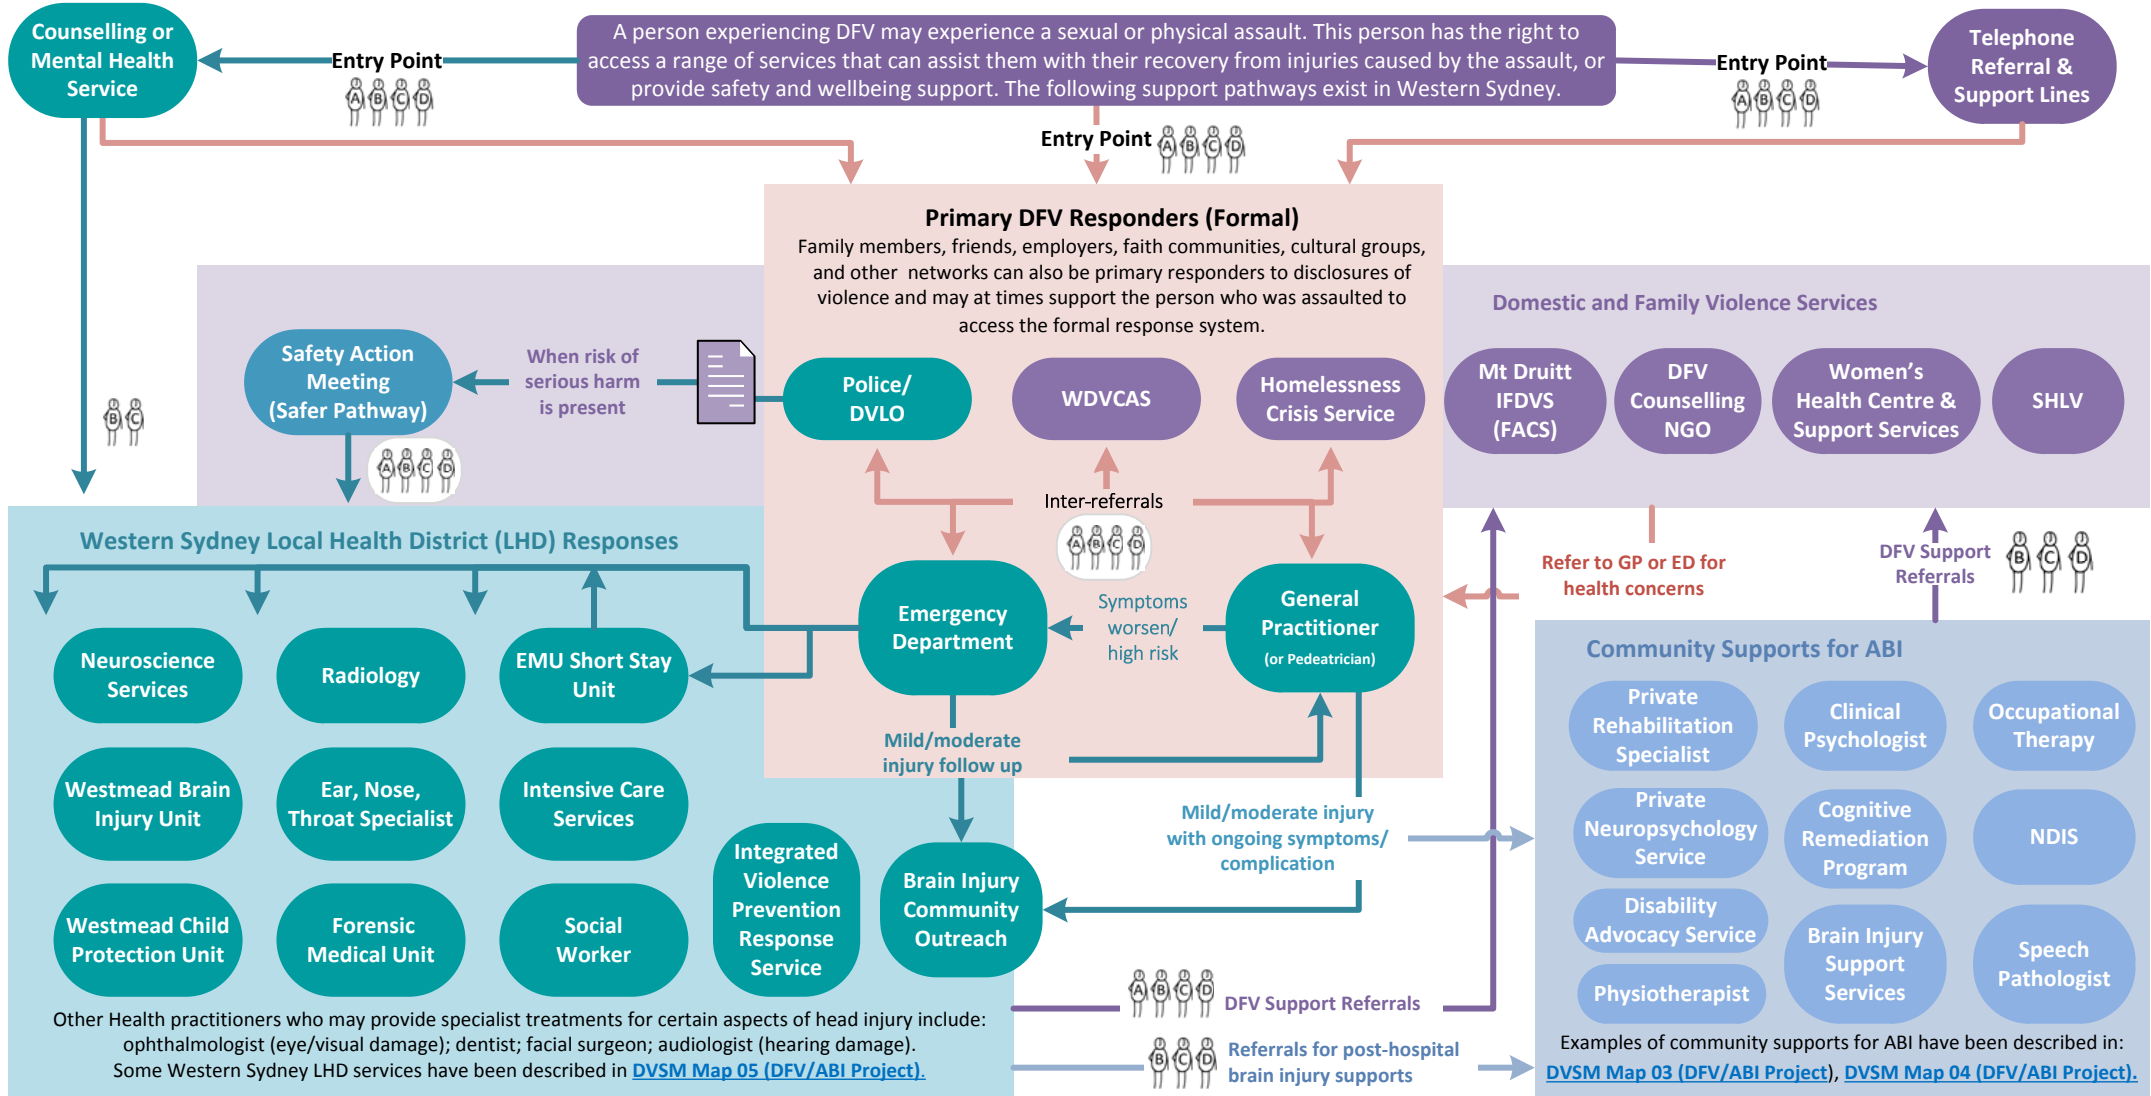 Counselling or
Mental Health
Service
Entry Point
A B C D
A person experiencing DFV may experience a sexual or physical assault. This person has the right to
access a range of services that can assist them with their recovery from injuries caused by the assault, or
provide safety and wellbeing support. The following support pathways exist in Western Sydney.
Entry Point
A B C D
Telephone
Referral &
Support Lines
Entry Point
A B C D
Primary DFV Responders (Formal)
Family members, friends, employers, faith communities, cultural groups,
and other networks can also be primary responders to disclosures of
violence and may at times support the person who was assaulted to
access the formal response system.
Safety Action
Meeting
(Safer Pathway)
When risk of
serious harm
is present
Police/
DVLO
WDVCAS
Homelessness
Crisis Service
Domestic and Family Violence Services
Mt Druitt
IFDVS
(FACS)
DFV
Counselling
NGO
Women's
Health Centre &
Support Services
SHLV
B C
A B C D
Inter-referrals
A B C D
Western Sydney Local Health District (LHD) Responses
Emergency
Department
Symptoms
worsen/
high risk
General
Practitioner
(or Pedeatrician)
Refer to GP or ED for
health concerns
DFV Support
Referrals
B C D
Neuroscience
Services
Radiology
EMU Short Stay
Unit
Mild/moderate
injury follow up
Westmead Brain
Injury Unit
Ear, Nose,
Throat Specialist
Intensive Care
Services
Westmead Child
Protection Unit
Forensic
Medical Unit
Social
Worker
Integrated
Violence
Prevention
Response
Service
Brain Injury
Community
Outreach
Mild/moderate injury
with ongoing symptoms/
complication
Community Supports for ABI
Private
Rehabilitation
Specialist
Clinical
Psychologist
Occupational
Therapy
Private
Neuropsychology
Service
Cognitive
Remediation
Program
NDIS
Disability
Advocacy Service
Brain Injury
Support
Services
Speech
Pathologist
Physiotherapist
Other Health practitioners who may provide specialist treatments for certain aspects of head injury include:
ophthalmologist (eye/visual damage); dentist; facial surgeon; audiologist (hearing damage).
Some Western Sydney LHD services have been described in DVSM Map 05 (DFV/ABI Project).
A B C D
DFV Support Referrals
B C D
Referrals for post-hospital
brain injury supports
Examples of community supports for ABI have been described in:
DVSM Map 03 (DFV/ABI Project), DVSM Map 04 (DFV/ABI Project).